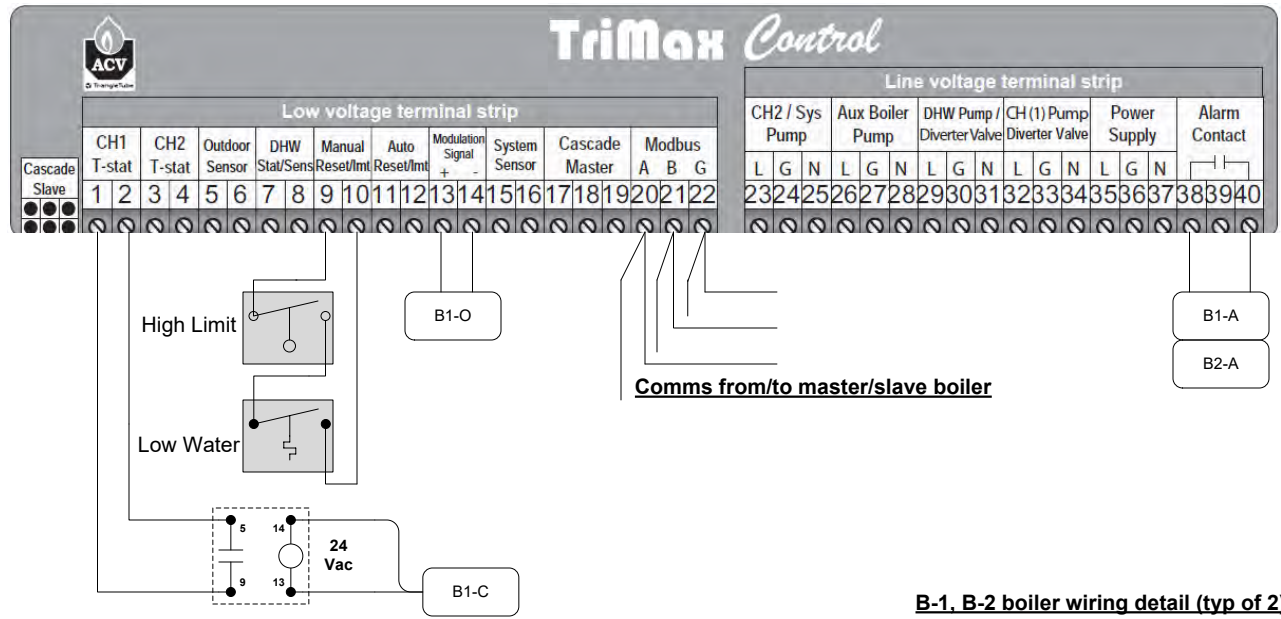 TriMax Control
ACV
TriangleTube
Low voltage terminal strip
Line voltage terminal strip
Cascade Slave
CH1 T-stat
CH2 T-stat
Outdoor Sensor
DHW Stat/Sens
Manual Reset/lmt
Auto Reset/lmt
Modulation Signal
+ -
System Sensor
Cascade Master
Modbus
A B G
CH2 / Sys Pump
Aux Boiler Pump
DHW Pump / Diverter Valve
CH (1) Pump Diverter Valve
Power Supply
Alarm Contact
L G N L G N L G N L G N L G N
1 2 3 4 5 6 7 8 9 10 11 12 13 14 15 16 17 18 19 20 21 22
23 24 25 26 27 28 29 30 31 32 33 34 35 36 37 38 39 40
High Limit
B1-O
B1-A
B2-A
Comms from/to master/slave boiler
Low Water
5 14
24
Vac
9 13
B1-C
B-1, B-2 boiler wiring detail (typ of 2)